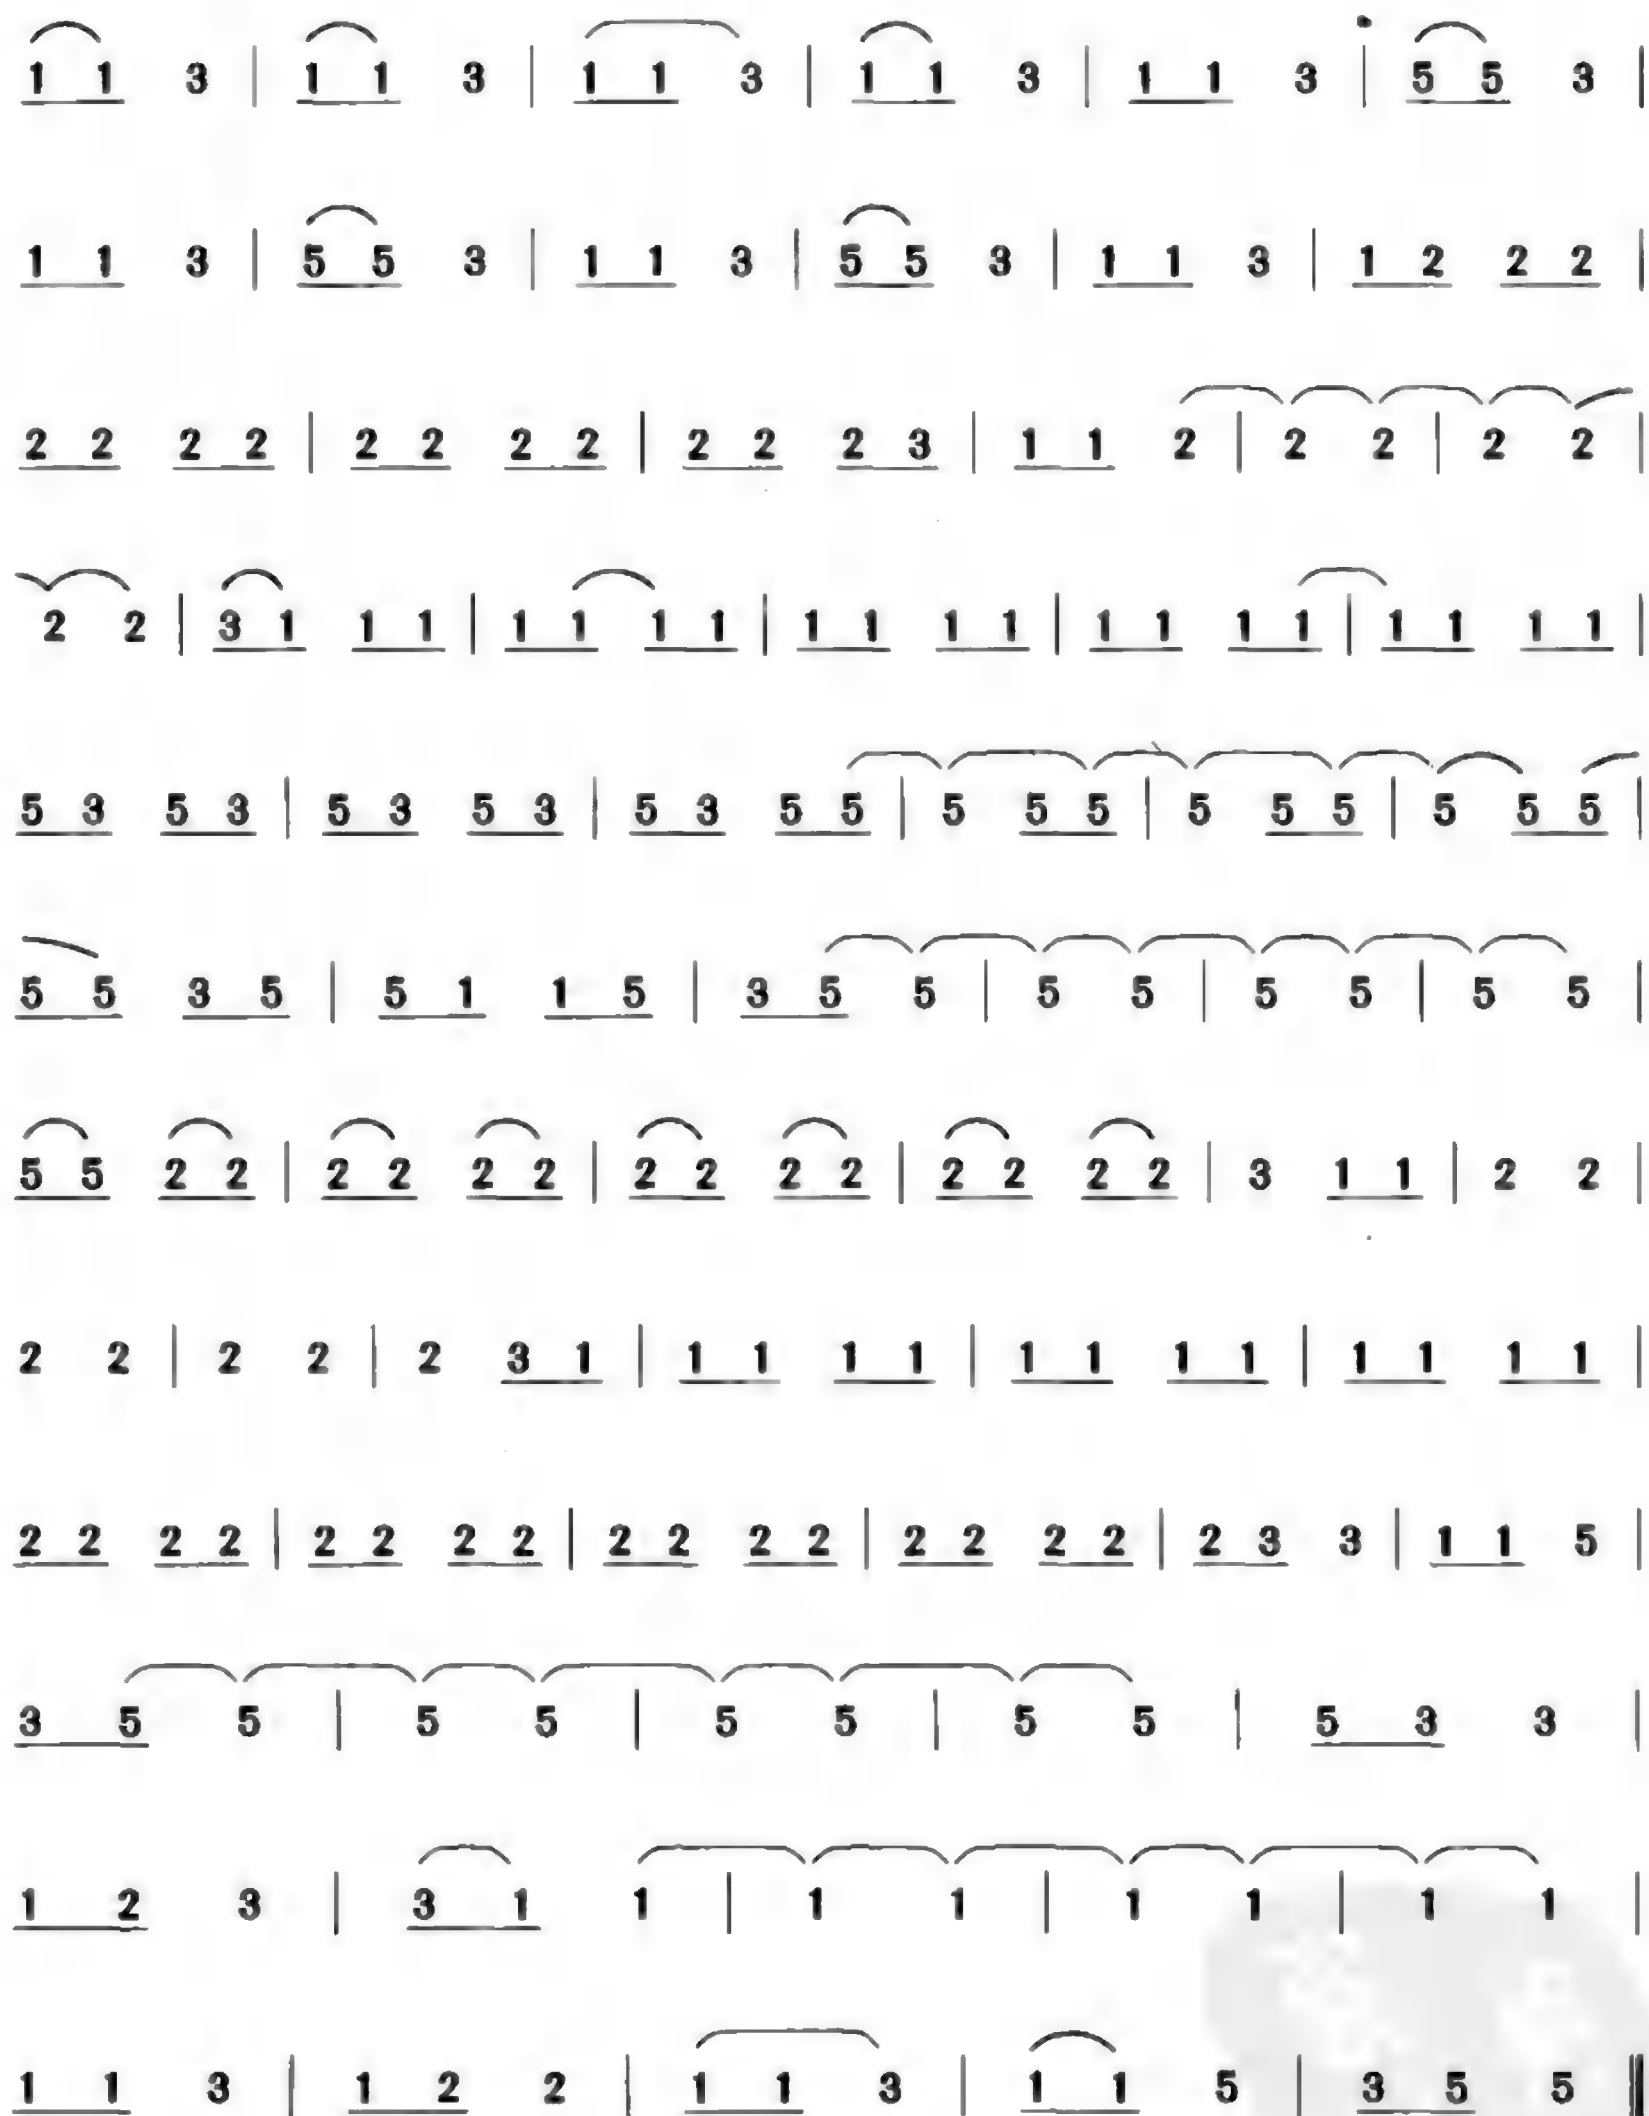 1 1 3 | 1 1 3 | 1 1 3 | 1 1 3 | 1 1 3 | 5 5 3 |
1 1 3 | 5 5 3 | 1 1 3 | 5 5 3 | 1 1 3 | 1 2 2 2 |
2 2 2 2 | 2 2 2 2 | 2 2 2 3 | 1 1 2 | 2 2 | 2 2 |
2 2 | 3 1 1 1 | 1 1 1 1 | 1 1 1 1 | 1 1 1 1 | 1 1 1 1 |
5 3 5 3 | 5 3 5 3 | 5 3 5 5 | 5 5 5 | 5 5 5 | 5 5 5 |
5 5 3 5 | 5 1 1 5 | 3 5 5 | 5 5 | 5 5 | 5 5 |
5 5 2 2 | 2 2 2 2 | 2 2 2 2 | 2 2 2 2 | 3 1 1 | 2 2 |
2 2 | 2 2 | 2 3 1 | 1 1 1 1 | 1 1 1 1 | 1 1 1 1 |
2 2 2 2 | 2 2 2 2 | 2 2 2 2 | 2 2 2 2 | 2 3 3 | 1 1 5 |
3 5 5 | 5 5 | 5 5 | 5 5 | 5 3 3 |
1 2 3 | 3 1 1 | 1 1 | 1 1 | 1 1 |
1 1 3 | 1 2 2 | 1 1 3 | 1 1 5 | 3 5 5 ‖